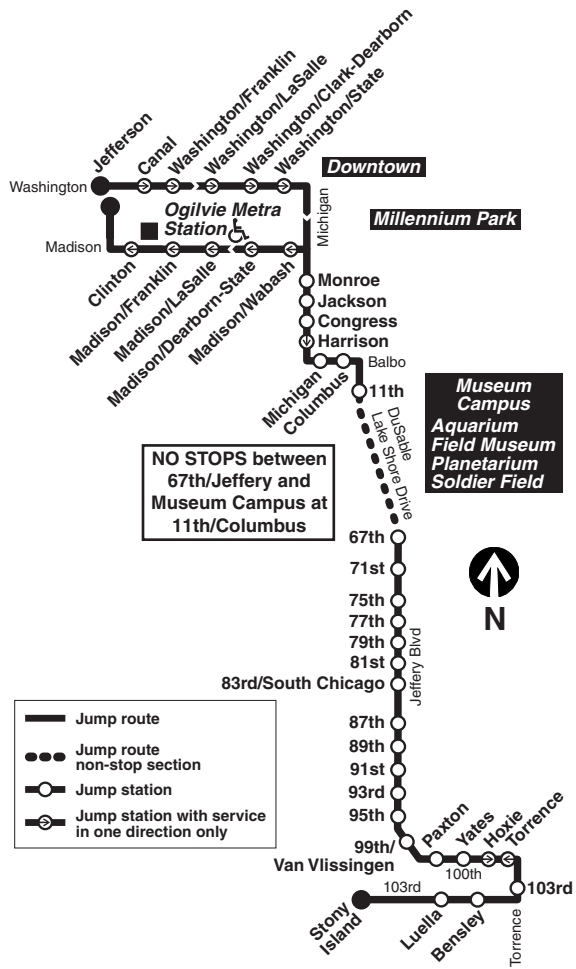 Jefferson
Canal
Washington/Franklin
Washington/LaSalle
Washington/Clark-Dearborn
Washington/State
Washington
Downtown
Michigan
Millennium Park
Ogilvie Metra
Station
Madison
Clinton
Madison/Franklin
Madison/LaSalle
Madison/Dearborn-State
Madison/Wabash
Monroe
Jackson
Congress
Harrison
Balbo
Michigan
Columbus
11th
Museum
Campus
Aquarium
Field Museum
Planetarium
Soldier Field
DuSable
Lake Shore Drive
NO STOPS between
67th/Jeffery and
Museum Campus at
11th/Columbus
67th
71st
75th
77th
79th
81st
83rd/South Chicago
Jeffery Blvd
N
87th
89th
91st
93rd
95th
99th/
Van Vlissingen
Paxton
Yates
Hoxie
Torrence
100th
103rd
103rd
Stony
Island
Luella
Bensley
Torrence
Jump route
Jump route
non-stop section
Jump station
Jump station with service
in one direction only